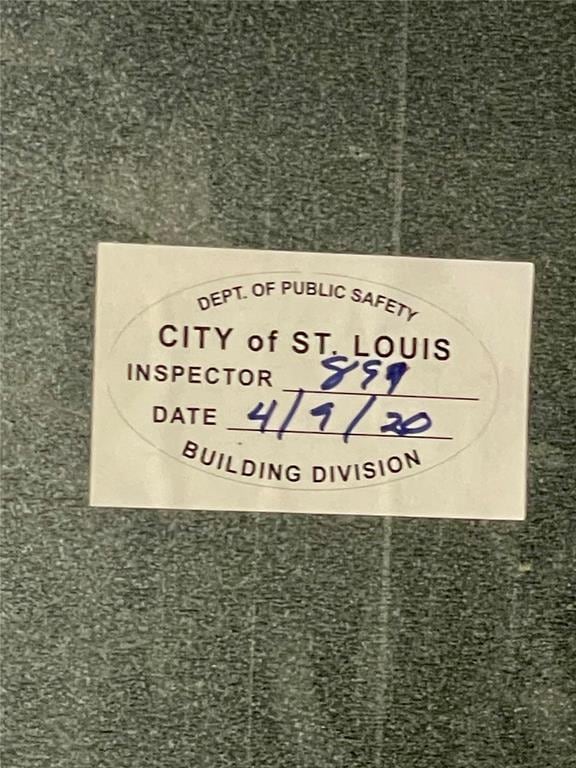 DEPT. OF PUBLIC SAFETY
CITY of ST. LOUIS
INSPECTOR 899
DATE 4/9/20
BUILDING DIVISION